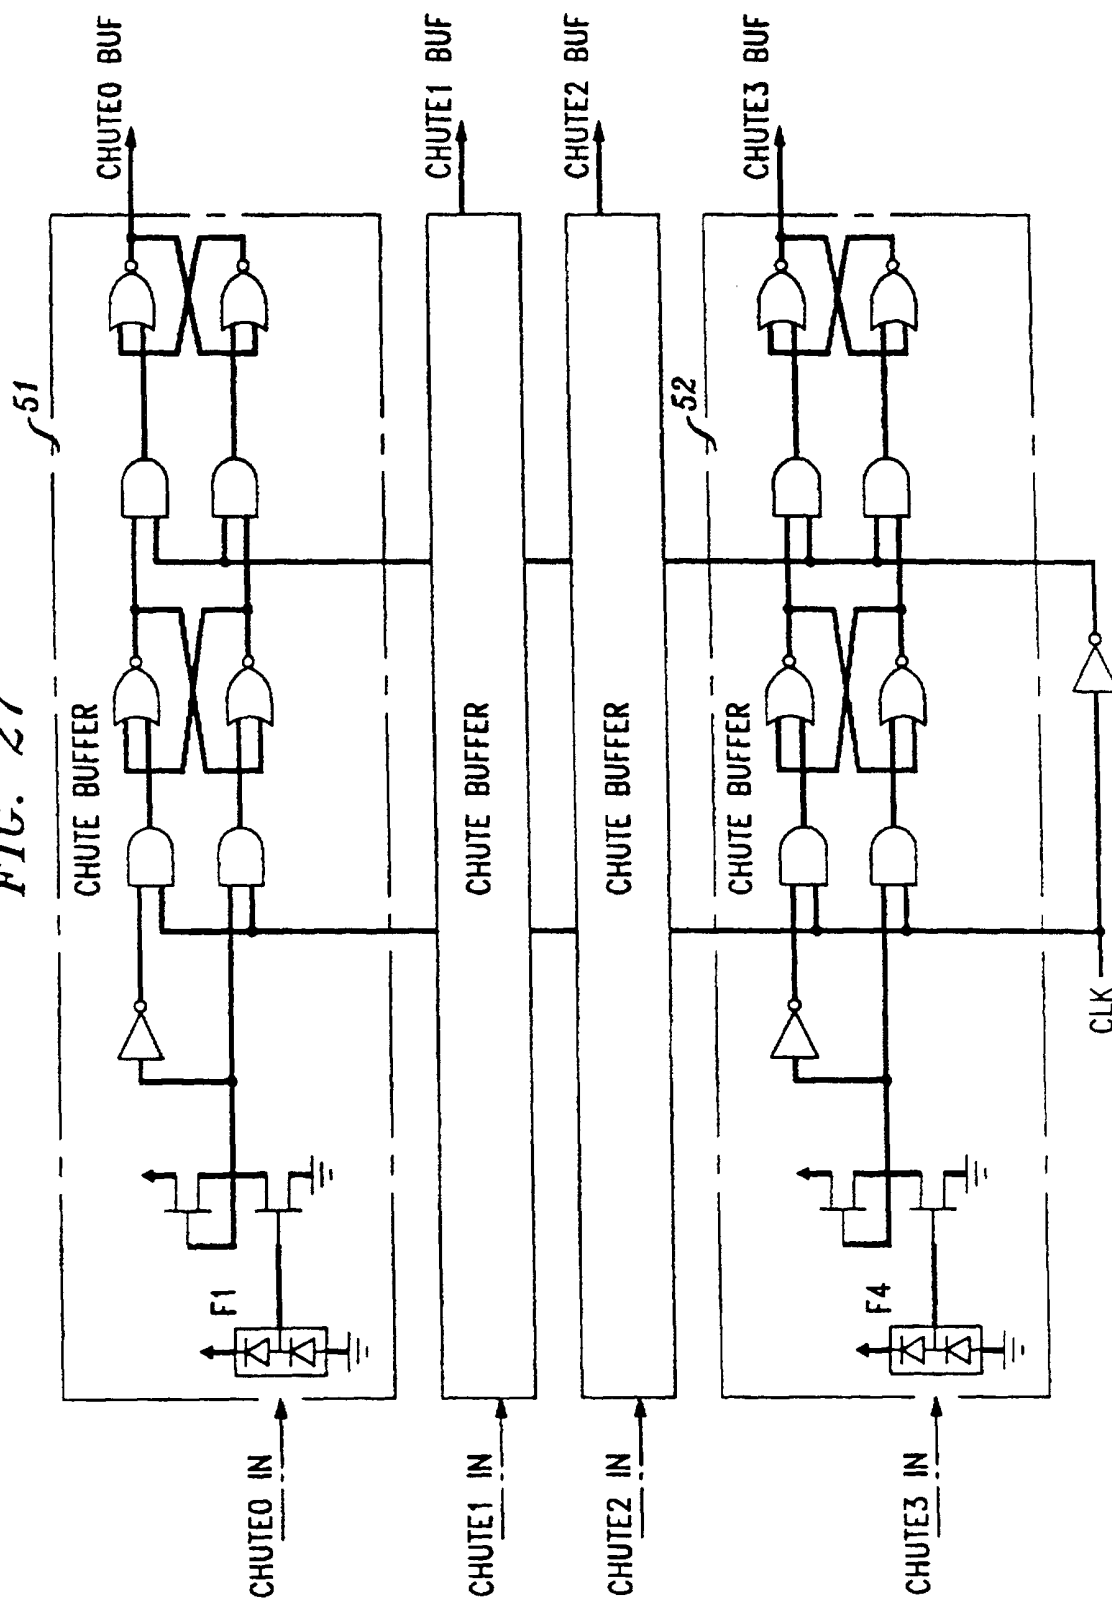 FIG. 27
51
CHUTE BUFFER
CHUTE0 IN
F1
CHUTE0 BUF
CHUTE BUFFER
CHUTE1 IN
CHUTE1 BUF
CHUTE BUFFER
CHUTE2 IN
CHUTE2 BUF
52
CHUTE BUFFER
CHUTE3 IN
F4
CHUTE3 BUF
CLK